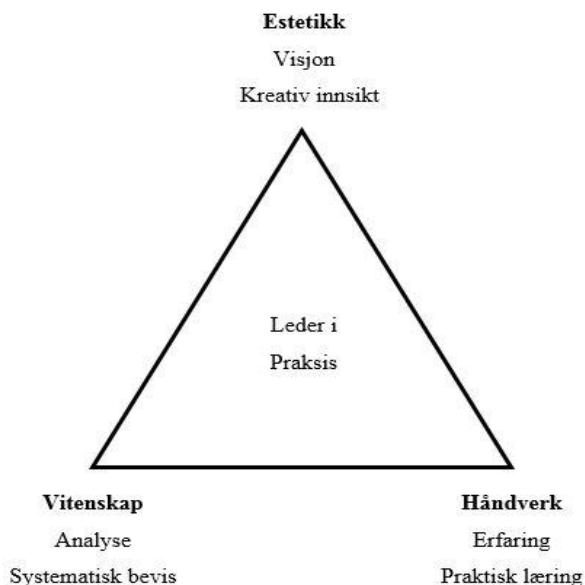 Estetikk
Visjon
Kreativ innsikt
Leder i
Praksis
Vitenskap
Analyse
Systematisk bevis
Håndverk
Erfaring
Praktisk læring